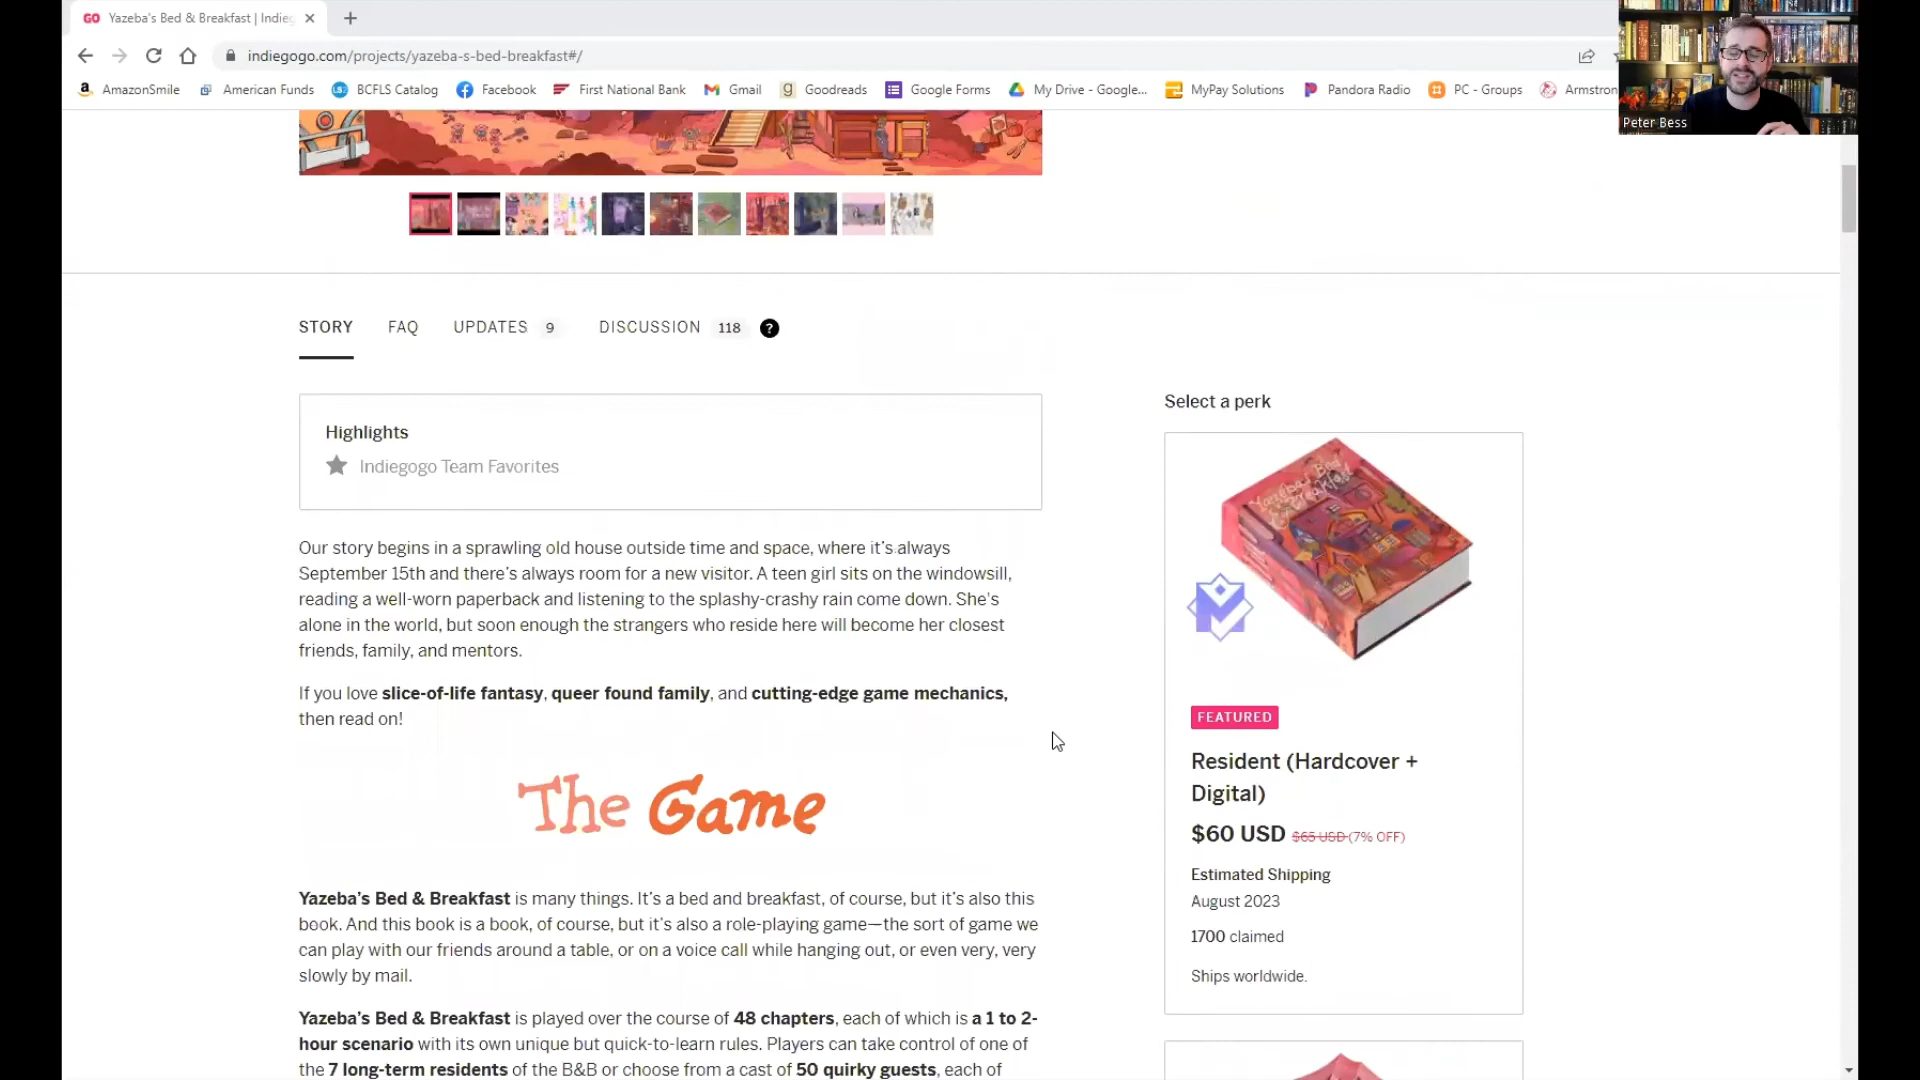 GO Yazeba's Bed & Breakfast | Indieg
indiegogo.com/projects/yazeba-s-bed-breakfast#/
AmazonSmile American Funds BCFLS Catalog Facebook First National Bank Gmail Goodreads Google Forms My Drive - Google... MyPay Solutions Pandora Radio PC - Groups Armstron
Peter Bess
STORY FAQ UPDATES 9 DISCUSSION 118 ?
Highlights
Indiegogo Team Favorites
Our story begins in a sprawling old house outside time and space, where it's always
September 15th and there's always room for a new visitor. A teen girl sits on the windowsill,
reading a well-worn paperback and listening to the splashy-crashy rain come down. She's
alone in the world, but soon enough the strangers who reside here will become her closest
friends, family, and mentors.
If you love slice-of-life fantasy, queer found family, and cutting-edge game mechanics,
then read on!
The Game
Yazeba's Bed & Breakfast is many things. It's a bed and breakfast, of course, but it's also this
book. And this book is a book, of course, but it's also a role-playing game—the sort of game we
can play with our friends around a table, or on a voice call while hanging out, or even very, very
slowly by mail.
Yazeba's Bed & Breakfast is played over the course of 48 chapters, each of which is a 1 to 2-
hour scenario with its own unique but quick-to-learn rules. Players can take control of one of
the 7 long-term residents of the B&B or choose from a cast of 50 quirky guests, each of
Select a perk
Yazeba's Bed
& Breakfast
FEATURED
Resident (Hardcover +
Digital)
$60 USD $65 USD (7% OFF)
Estimated Shipping
August 2023
1700 claimed
Ships worldwide.